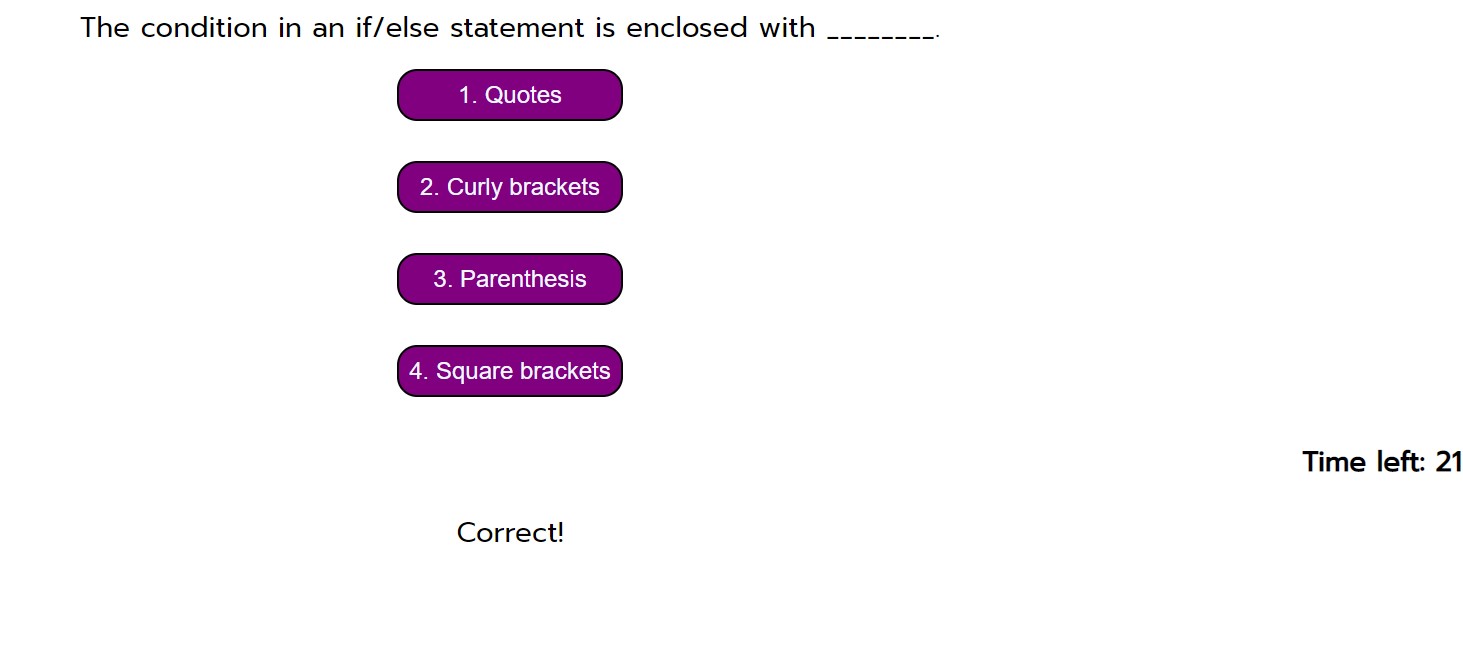 The condition in an if/else statement is enclosed with ________.
1. Quotes
2. Curly brackets
3. Parenthesis
4. Square brackets
Time left: 21
Correct!